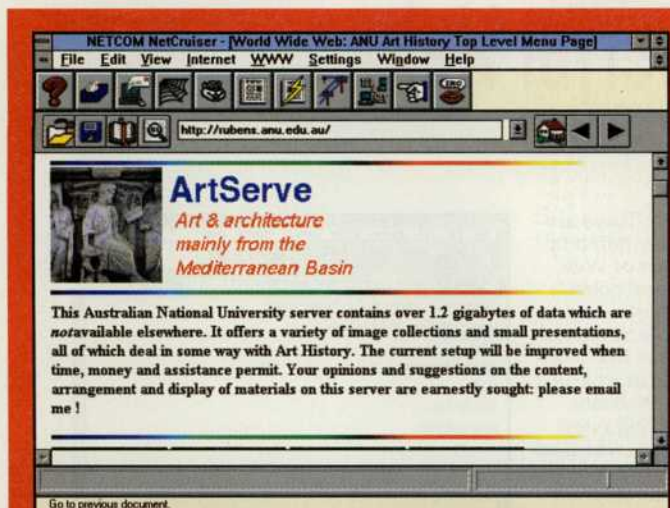 NETCOM NetCruiser - [World Wide Web: ANU Art History Top Level Menu Page]
File Edit View Internet WWW Settings Window Help
http://rubens.anu.edu.au/
ArtServe
Art & architecture
mainly from the
Mediterranean Basin
This Australian National University server contains over 1.2 gigabytes of data which are
notavailable elsewhere. It offers a variety of image collections and small presentations,
all of which deal in some way with Art History. The current setup will be improved when
time, money and assistance permit. Your opinions and suggestions on the content,
arrangement and display of materials on this server are earnestly sought: please email
me !
Go to previous document.